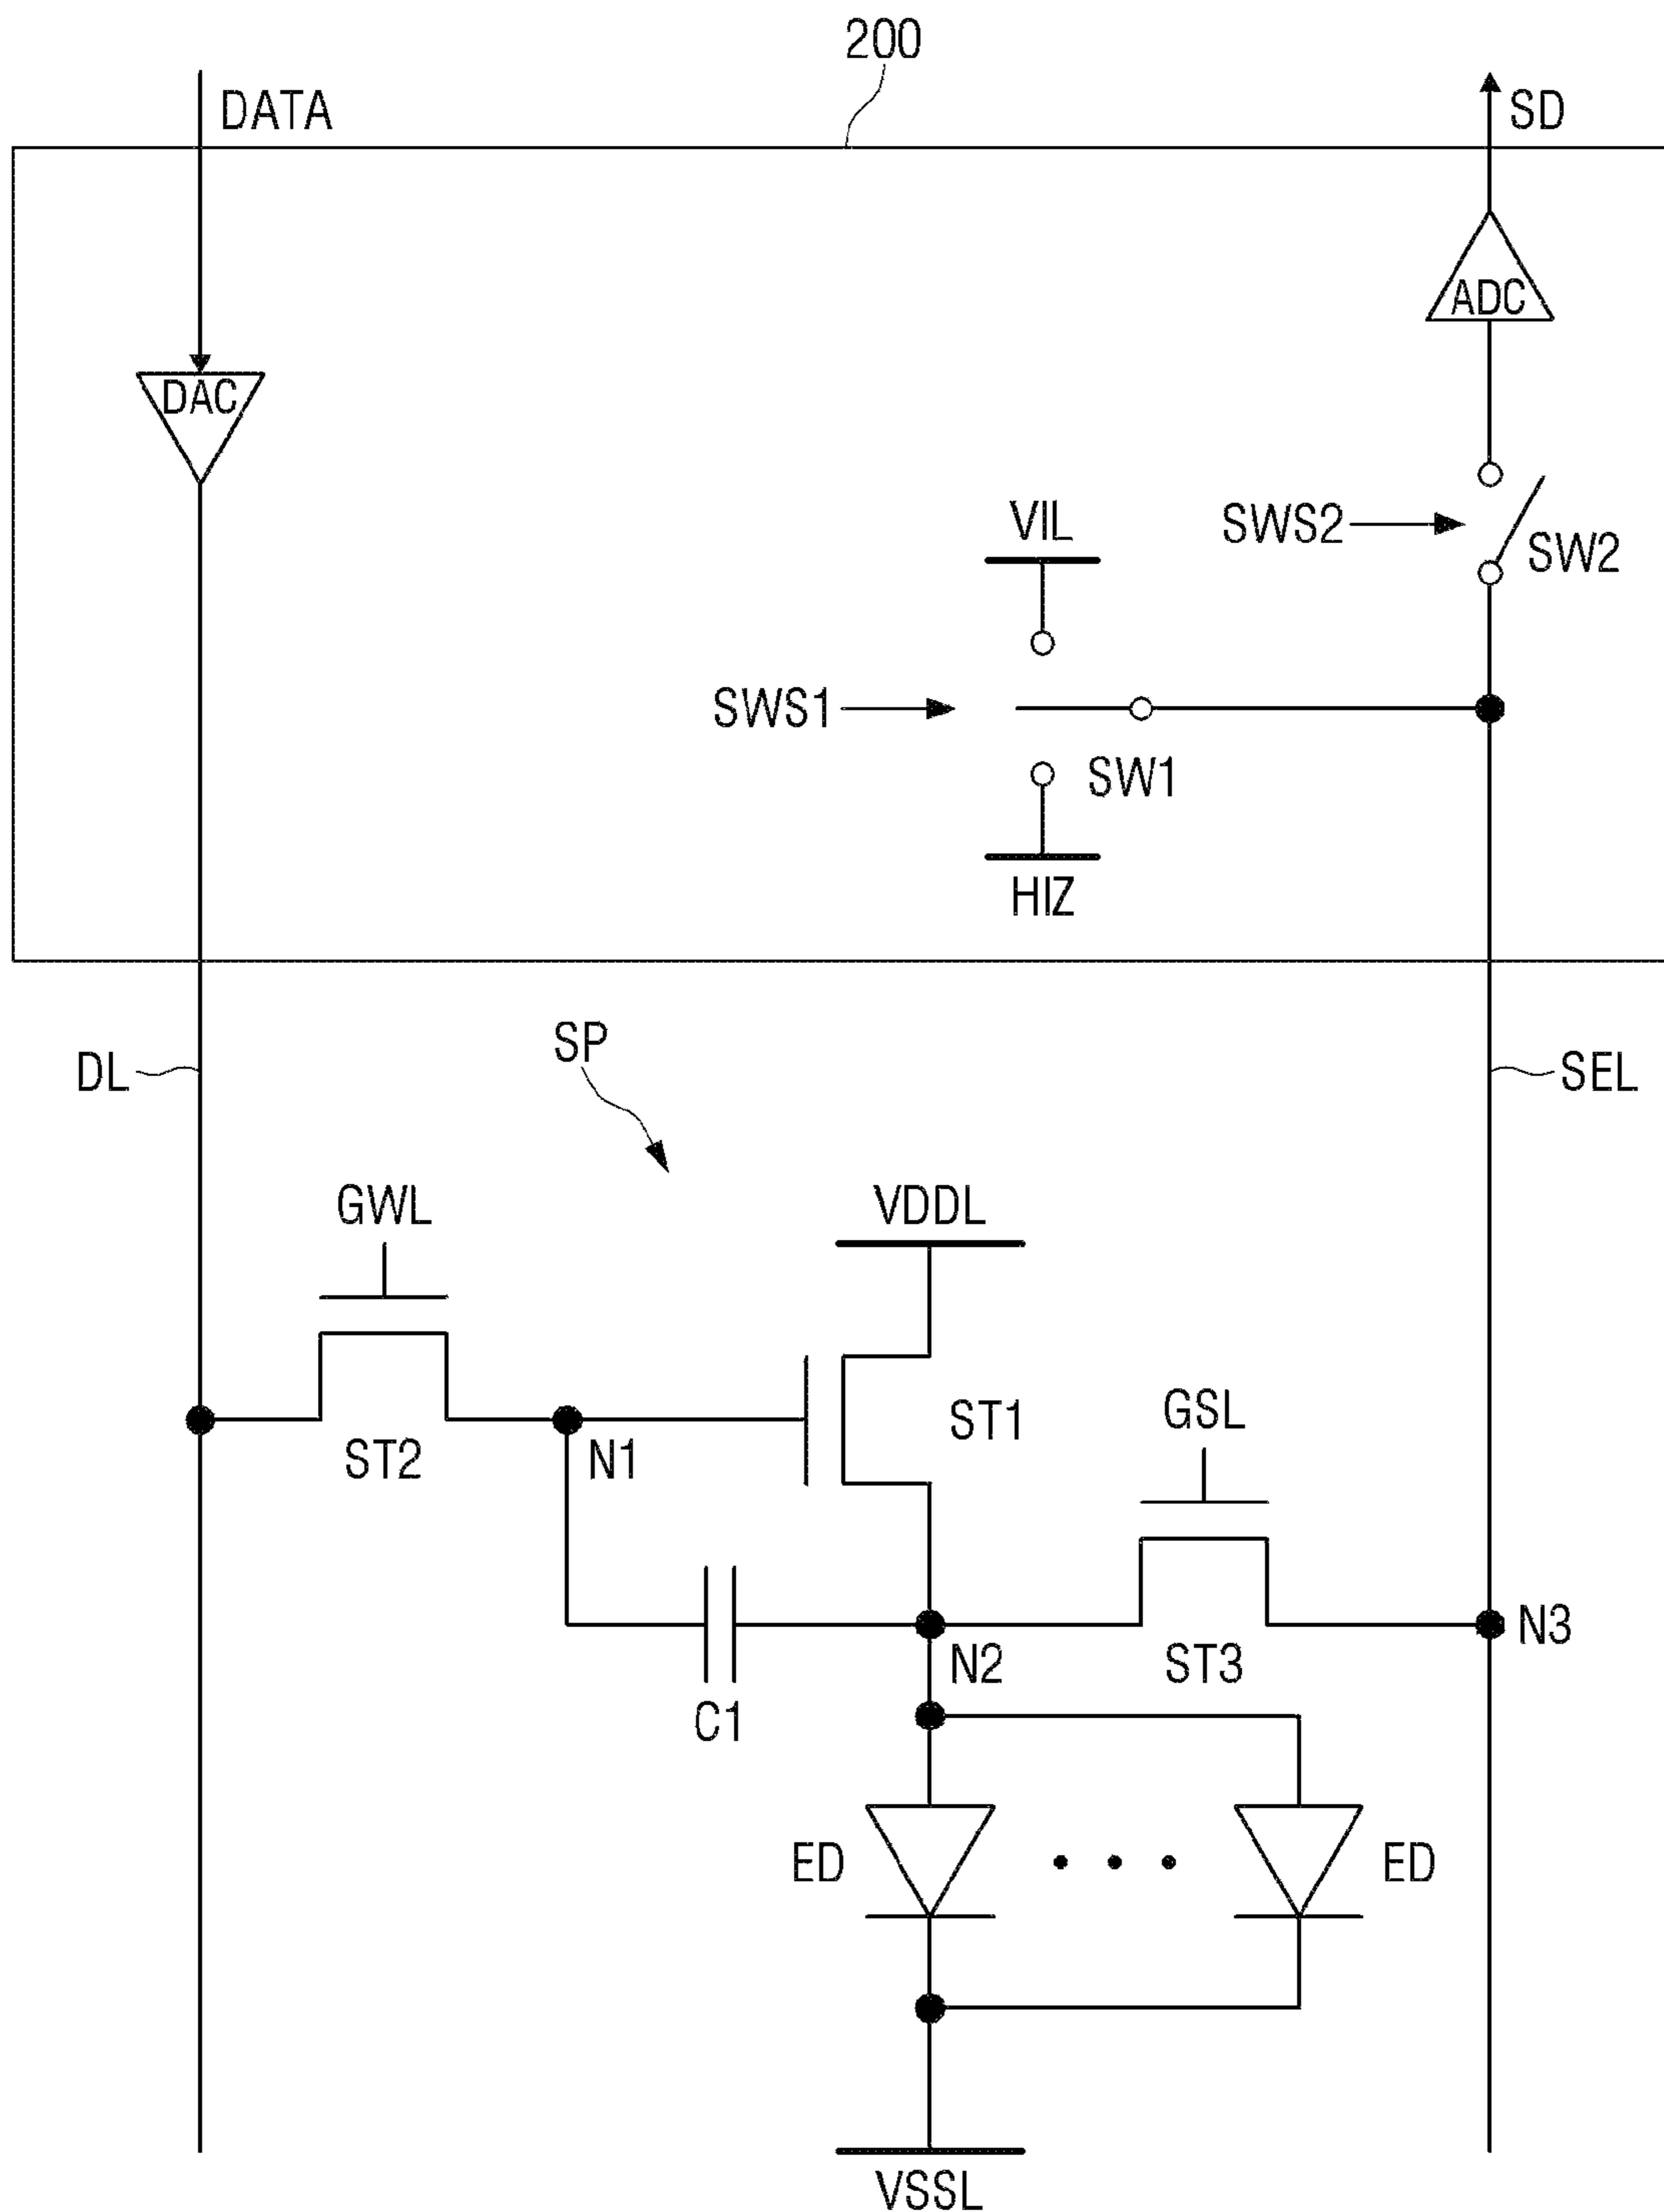 200
DATA
SD
ADC
DAC
VIL
SWS2
SW2
SWS1
SW1
HIZ
DL
SP
SEL
GWL
VDDL
ST1
GSL
ST2
N1
N2
ST3
N3
C1
ED
ED
VSSL